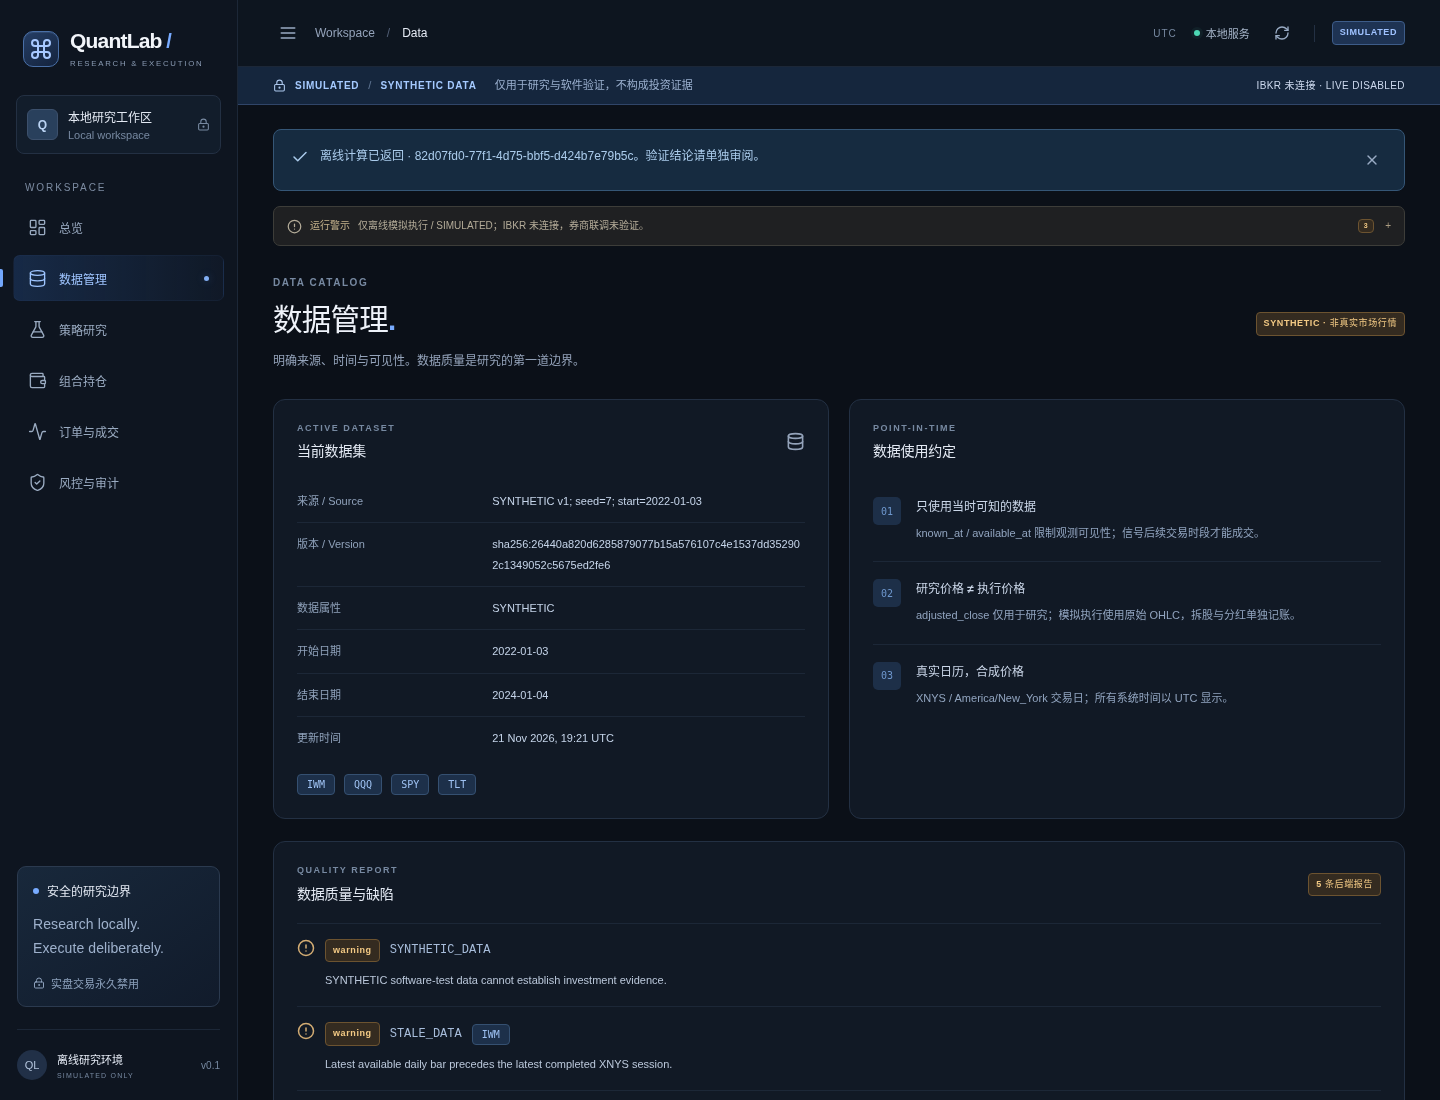 QuantLab /
RESEARCH & EXECUTION
Q
本地研究工作区
Local workspace
WORKSPACE
总览
数据管理
策略研究
组合持仓
订单与成交
风控与审计
安全的研究边界
Research locally.
Execute deliberately.
实盘交易永久禁用
QL
离线研究环境
SIMULATED ONLY
v0.1
Workspace / Data
UTC
本地服务
SIMULATED
SIMULATED / SYNTHETIC DATA 仅用于研究与软件验证，不构成投资证据
IBKR 未连接 · LIVE DISABLED
离线计算已返回 · 82d07fd0-77f1-4d75-bbf5-d424b7e79b5c。验证结论请单独审阅。
运行警示 仅离线模拟执行 / SIMULATED；IBKR 未连接，券商联调未验证。
3 +
DATA CATALOG
数据管理.
明确来源、时间与可见性。数据质量是研究的第一道边界。
SYNTHETIC · 非真实市场行情
ACTIVE DATASET
当前数据集
来源 / Source SYNTHETIC v1; seed=7; start=2022-01-03
版本 / Version sha256:26440a820d6285879077b15a576107c4e1537dd35290
2c1349052c5675ed2fe6
数据属性 SYNTHETIC
开始日期 2022-01-03
结束日期 2024-01-04
更新时间 21 Nov 2026, 19:21 UTC
IWM QQQ SPY TLT
POINT-IN-TIME
数据使用约定
01 只使用当时可知的数据
known_at / available_at 限制观测可见性；信号后续交易时段才能成交。
02 研究价格 ≠ 执行价格
adjusted_close 仅用于研究；模拟执行使用原始 OHLC，拆股与分红单独记账。
03 真实日历，合成价格
XNYS / America/New_York 交易日；所有系统时间以 UTC 显示。
QUALITY REPORT
数据质量与缺陷
5 条后端报告
warning SYNTHETIC_DATA
SYNTHETIC software-test data cannot establish investment evidence.
warning STALE_DATA IWM
Latest available daily bar precedes the latest completed XNYS session.